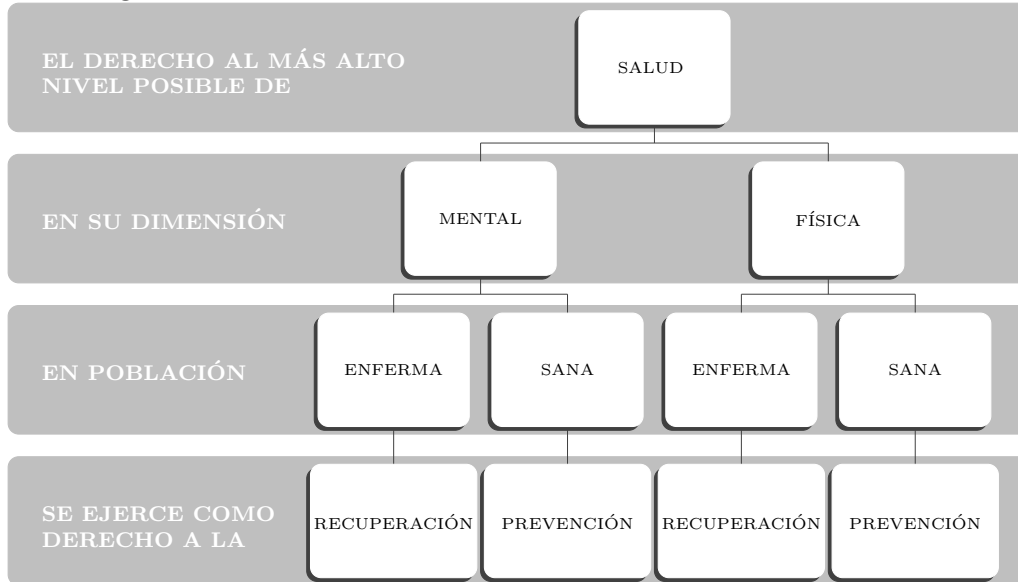 EL DERECHO AL MÁS ALTO
NIVEL POSIBLE DE
SALUD
EN SU DIMENSIÓN
MENTAL
FÍSICA
EN POBLACIÓN
ENFERMA
SANA
ENFERMA
SANA
SE EJERCE COMO
DERECHO A LA
RECUPERACIÓN
PREVENCIÓN
RECUPERACIÓN
PREVENCIÓN